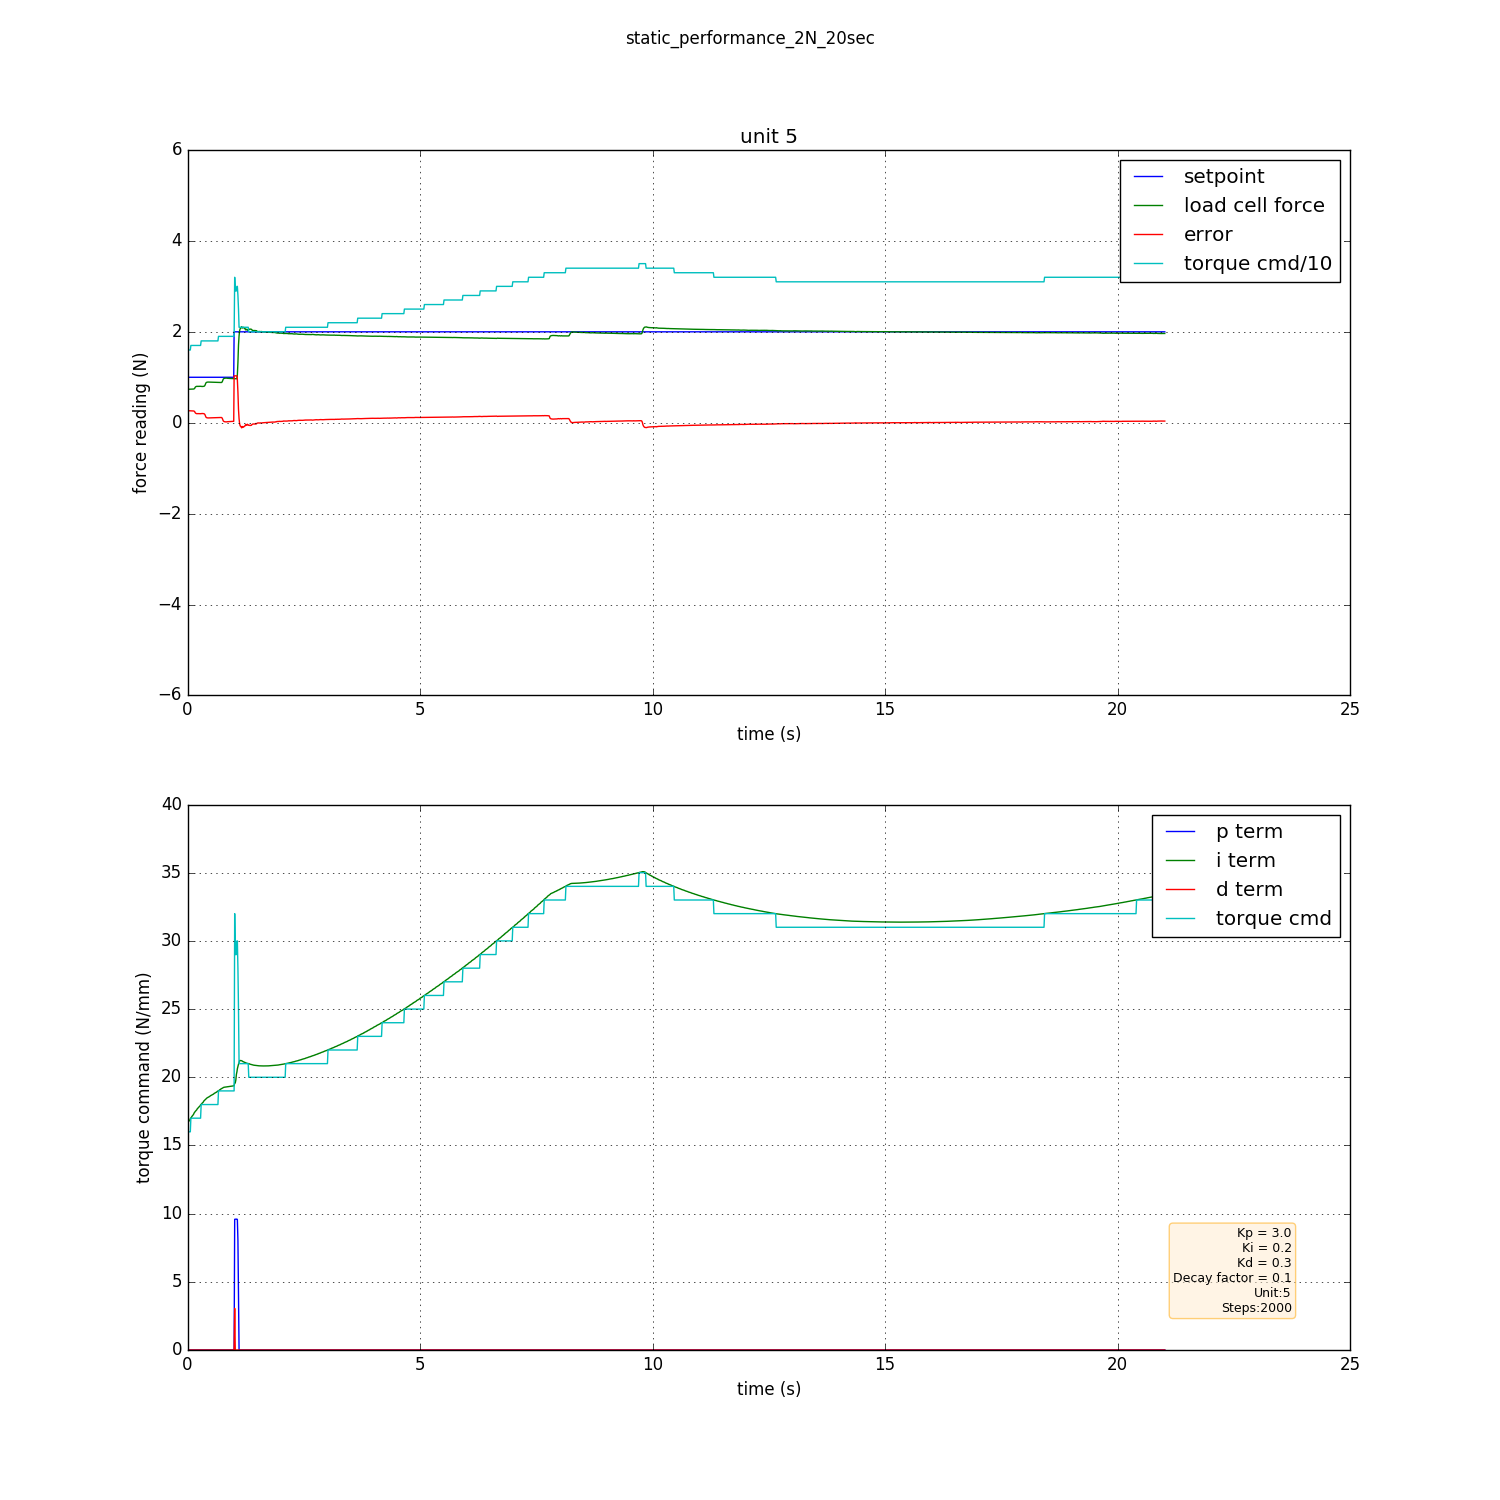 static_performance_2N_20sec
unit 5
6
4
2
0
−2
−4
−6
force reading (N)
setpoint
load cell force
error
torque cmd/10
0 5 10 15 20 25
time (s)
40
35
30
25
20
15
10
5
0
torque command (N/mm)
p term
i term
d term
torque cmd
Kp = 3.0
Ki = 0.2
Kd = 0.3
Decay factor = 0.1
Unit:5
Steps:2000
0 5 10 15 20 25
time (s)